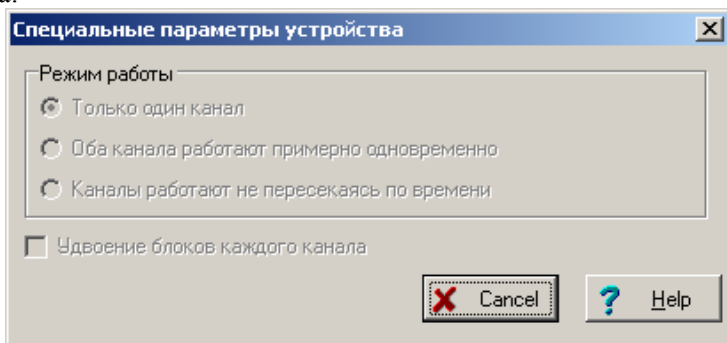 Специальные параметры устройства
Режим работы
Только один канал
Оба канала работают примерно одновременно
Каналы работают не пересекаясь по времени
Удвоение блоков каждого канала
Cancel
Help